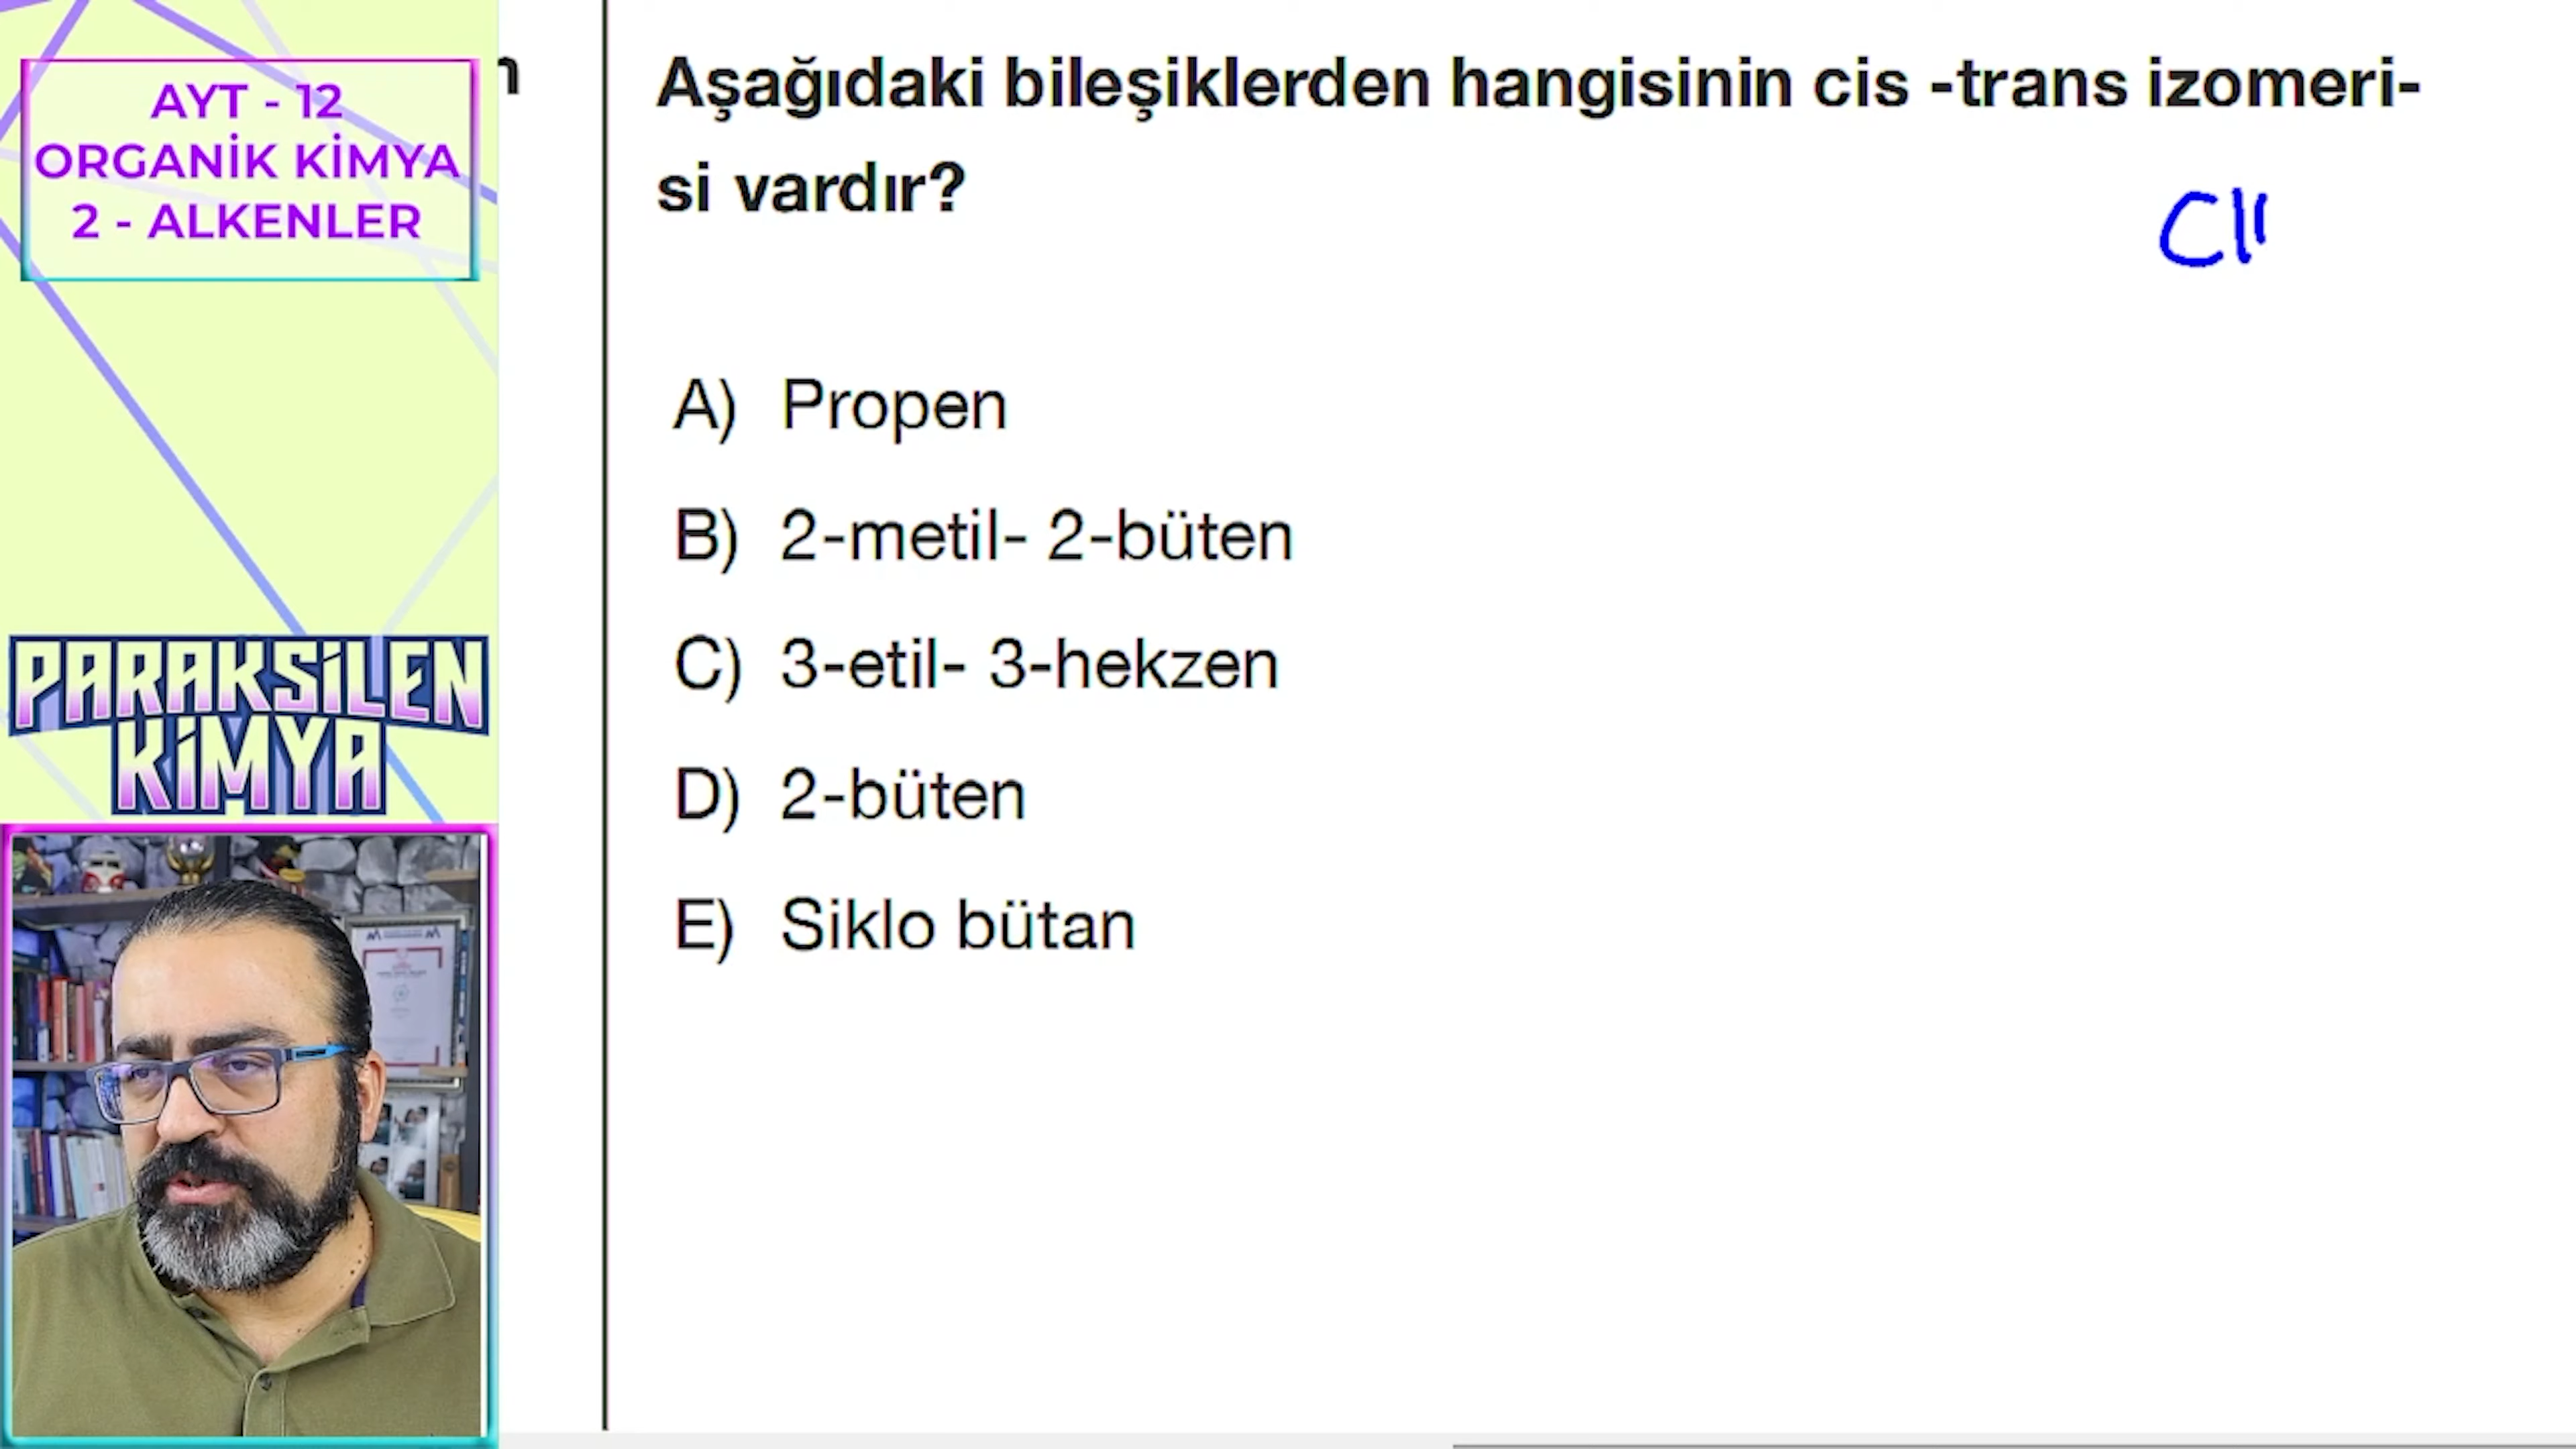 AYT - 12
ORGANİK KİMYA
2 - ALKENLER
PARAKSİLEN
KİMYA
n
Aşağıdaki bileşiklerden hangisinin cis -trans izomeri-
si vardır?
A) Propen
B) 2-metil- 2-büten
C) 3-etil- 3-hekzen
D) 2-büten
E) Siklo bütan